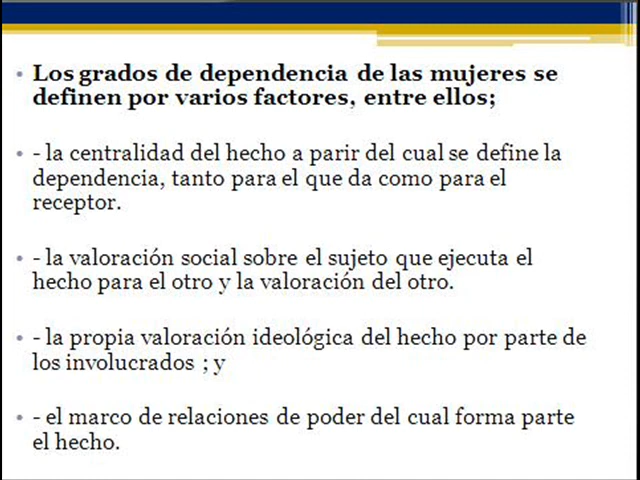 Los grados de dependencia de las mujeres se
definen por varios factores, entre ellos;
- la centralidad del hecho a parir del cual se define la
dependencia, tanto para el que da como para el
receptor.
- la valoración social sobre el sujeto que ejecuta el
hecho para el otro y la valoración del otro.
- la propia valoración ideológica del hecho por parte de
los involucrados ; y
- el marco de relaciones de poder del cual forma parte
el hecho.